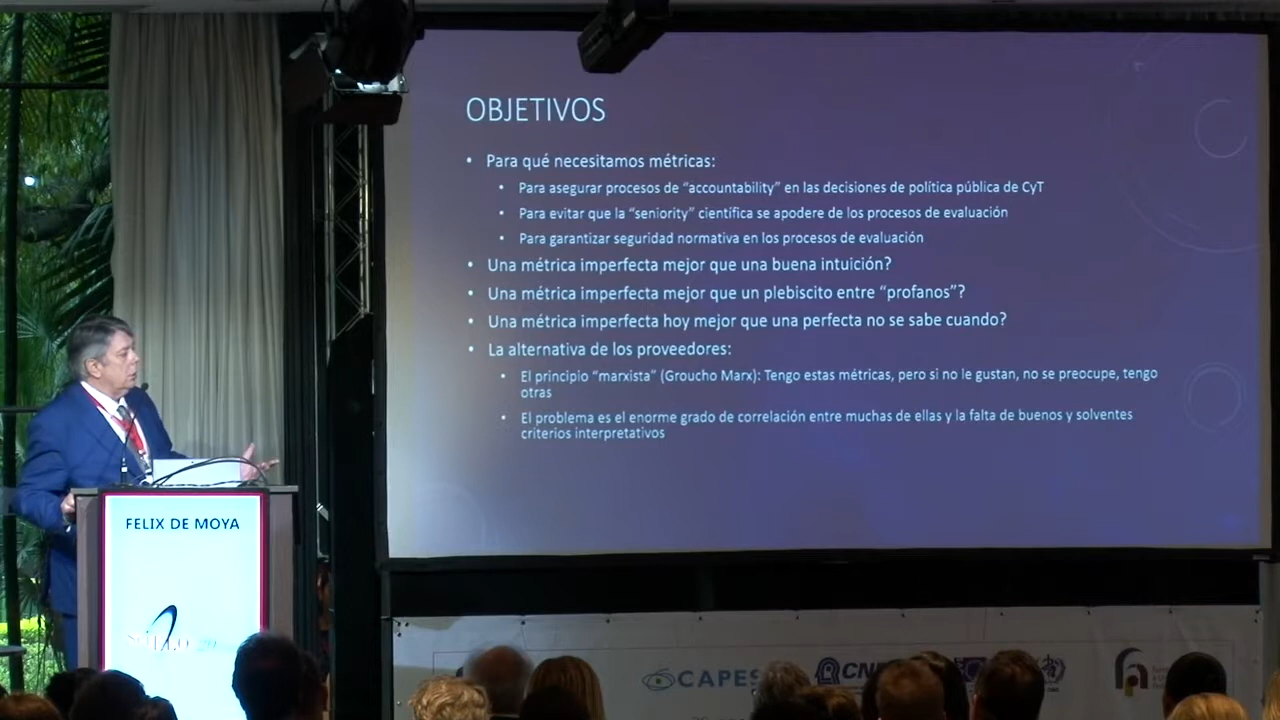 OBJETIVOS
• Para qué necesitamos métricas:
• Para asegurar procesos de “accountability” en las decisiones de política pública de CyT
• Para evitar que la “seniority” científica se apodere de los procesos de evaluación
• Para garantizar seguridad normativa en los procesos de evaluación
• Una métrica imperfecta mejor que una buena intuición?
• Una métrica imperfecta mejor que un plebiscito entre “profanos”?
• Una métrica imperfecta hoy mejor que una perfecta no se sabe cuando?
• La alternativa de los proveedores:
• El principio “marxista" (Groucho Marx): Tengo estas métricas, pero si no le gustan, no se preocupe, tengo
otras
• El problema es el enorme grado de correlación entre muchas de ellas y la falta de buenos y solventes
criterios interpretativos
FELIX DE MOYA
CAPES